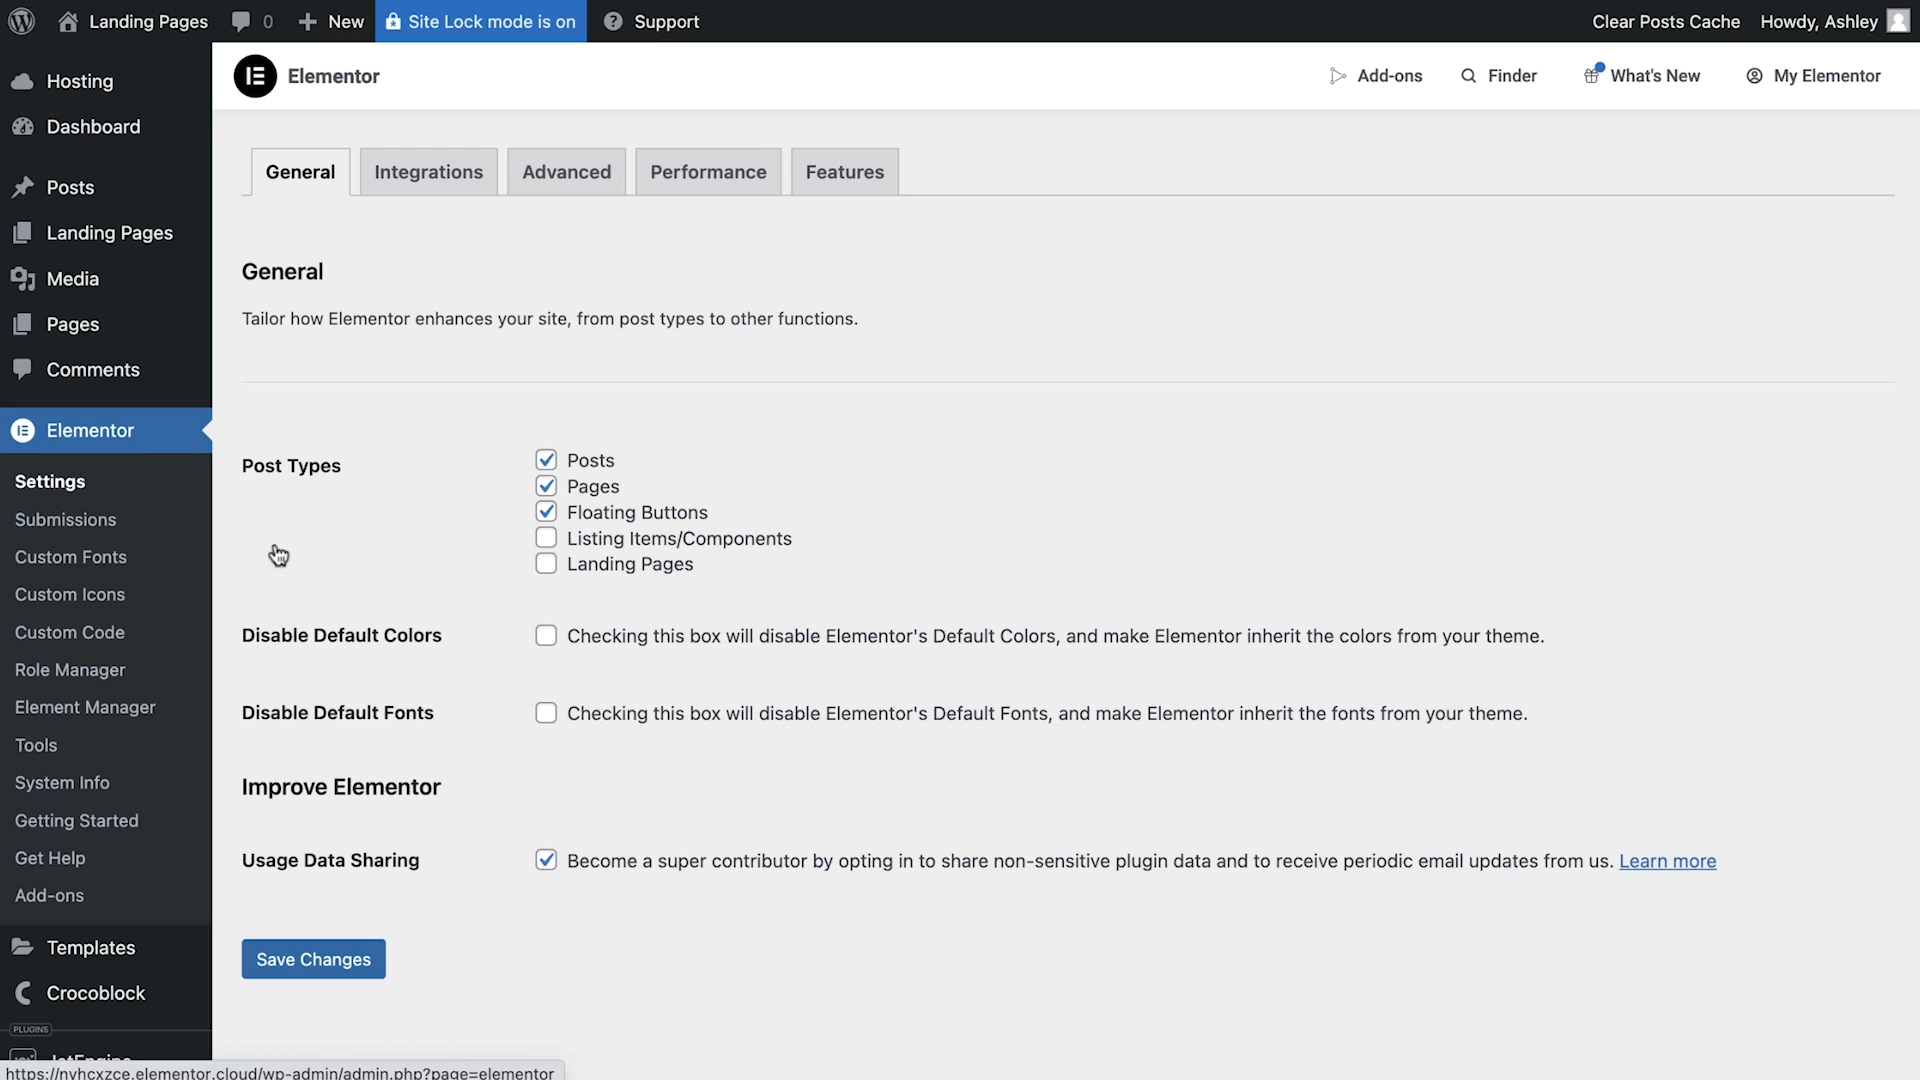 Landing Pages
0
New
Site Lock mode is on
Support
Clear Posts Cache
Howdy, Ashley
Hosting
Dashboard
Posts
Landing Pages
Media
Pages
Comments
Elementor
Settings
Submissions
Custom Fonts
Custom Icons
Custom Code
Role Manager
Element Manager
Tools
System Info
Getting Started
Get Help
Add-ons
Templates
Crocoblock
PLUGINS
JetEngine
https://nvhcxzce.elementor.cloud/wp-admin/admin.php?page=elementor
Elementor
Add-ons
Finder
What's New
My Elementor
General
Integrations
Advanced
Performance
Features
General
Tailor how Elementor enhances your site, from post types to other functions.
Post Types
Posts
Pages
Floating Buttons
Listing Items/Components
Landing Pages
Disable Default Colors
Checking this box will disable Elementor's Default Colors, and make Elementor inherit the colors from your theme.
Disable Default Fonts
Checking this box will disable Elementor's Default Fonts, and make Elementor inherit the fonts from your theme.
Improve Elementor
Usage Data Sharing
Become a super contributor by opting in to share non-sensitive plugin data and to receive periodic email updates from us. Learn more
Save Changes